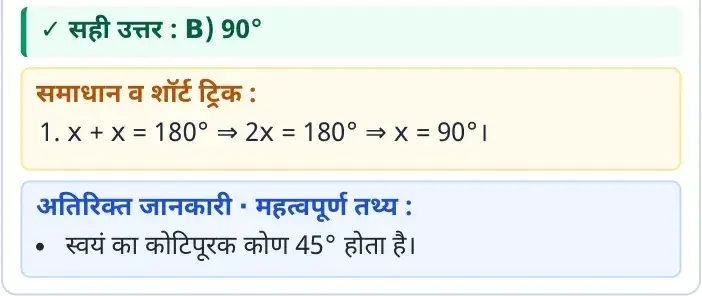 ✓ सही उत्तर : B) 90°
समाधान व शॉर्ट ट्रिक :
1. x + x = 180° ⇒ 2x = 180° ⇒ x = 90°।
अतिरिक्त जानकारी · महत्वपूर्ण तथ्य :
• स्वयं का कोटिपूरक कोण 45° होता है।